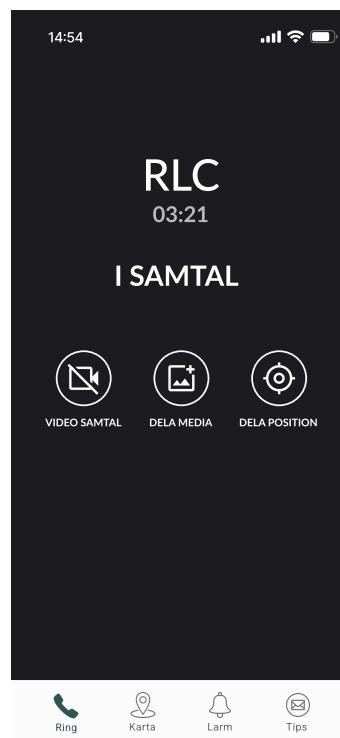 14:54
RLC
03:21
I SAMTAL
VIDEO SAMTAL DELA MEDIA DELA POSITION
Ring Karta Larm Tips